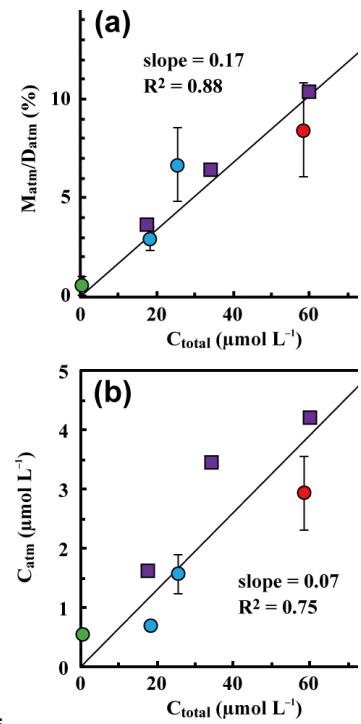 (a)
slope = 0.17
R² = 0.88
10
5
0
Mₐₜₘ/Dₐₜₘ (%)
0 20 40 60
Cₜₒₜₐₗ (µmol L⁻¹)
(b)
5
4
3
2
1
0
Cₐₜₘ (µmol L⁻¹)
slope = 0.07
R² = 0.75
0 20 40 60
Cₜₒₜₐₗ (µmol L⁻¹)